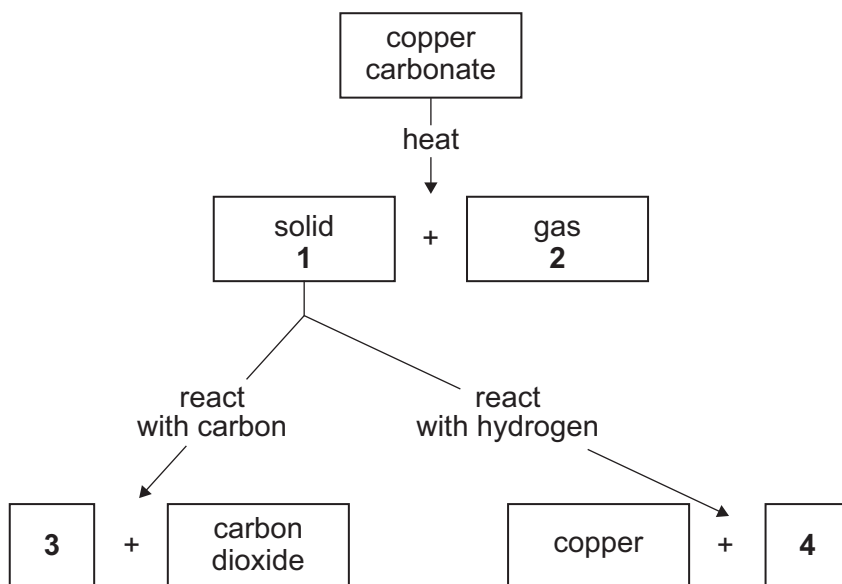 copper
carbonate
heat
solid
1
+
gas
2
react
with carbon
react
with hydrogen
3
+
carbon
dioxide
copper
+
4